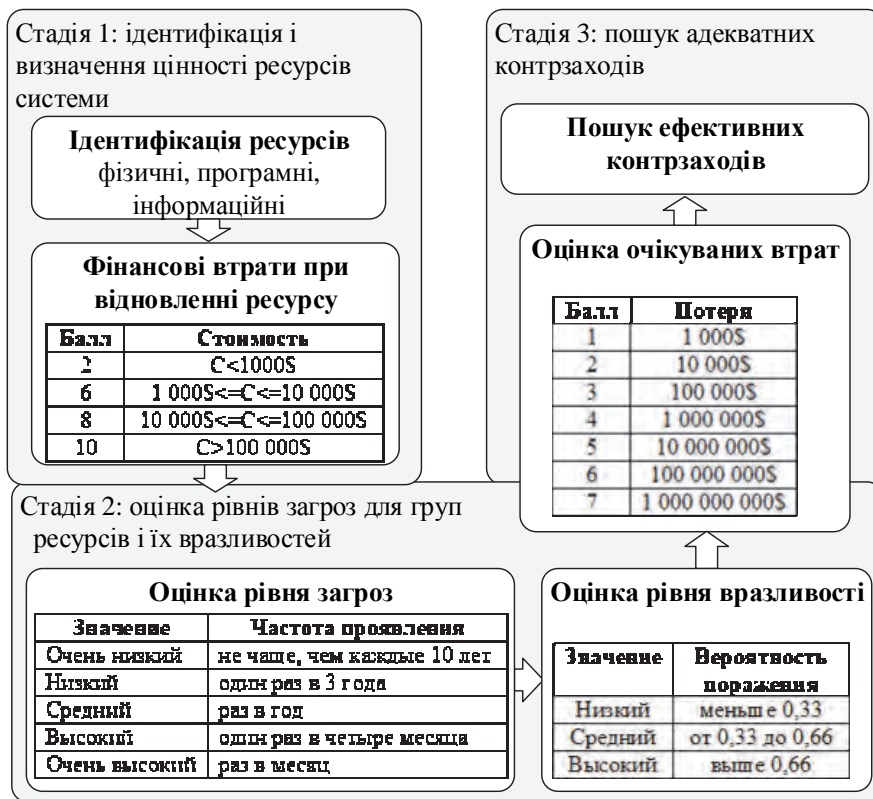 Стадія 1: ідентифікація і
визначення цінності ресурсів
системи
Ідентифікація ресурсів
фізичні, програмні,
інформаційні
Фінансові втрати при
відновленні ресурсу
Балл Стоимость
2 C<1000$
6 1 000$<=C<=10 000$
8 10 000$<=C<=100 000$
10 C>100 000$
Стадія 2: оцінка рівнів загроз для груп
ресурсів і їх вразливостей
Оцінка рівня загроз
Значение Частота проявления
Очень низкий не чаще, чем каждые 10 лет
Низкий один раз в 3 года
Средний раз в год
Высокий один раз в четыре месяца
Очень высокий раз в месяц
Оцінка рівня вразливості
Значение Вероятность
поражения
Низкий меньше 0,33
Средний от 0,33 до 0,66
Высокий выше 0,66
Стадія 3: пошук адекватних
контрзаходів
Пошук ефективних
контрзаходів
Оцінка очікуваних втрат
Балл Потеря
1 1 000$
2 10 000$
3 100 000$
4 1 000 000$
5 10 000 000$
6 100 000 000$
7 1 000 000 000$